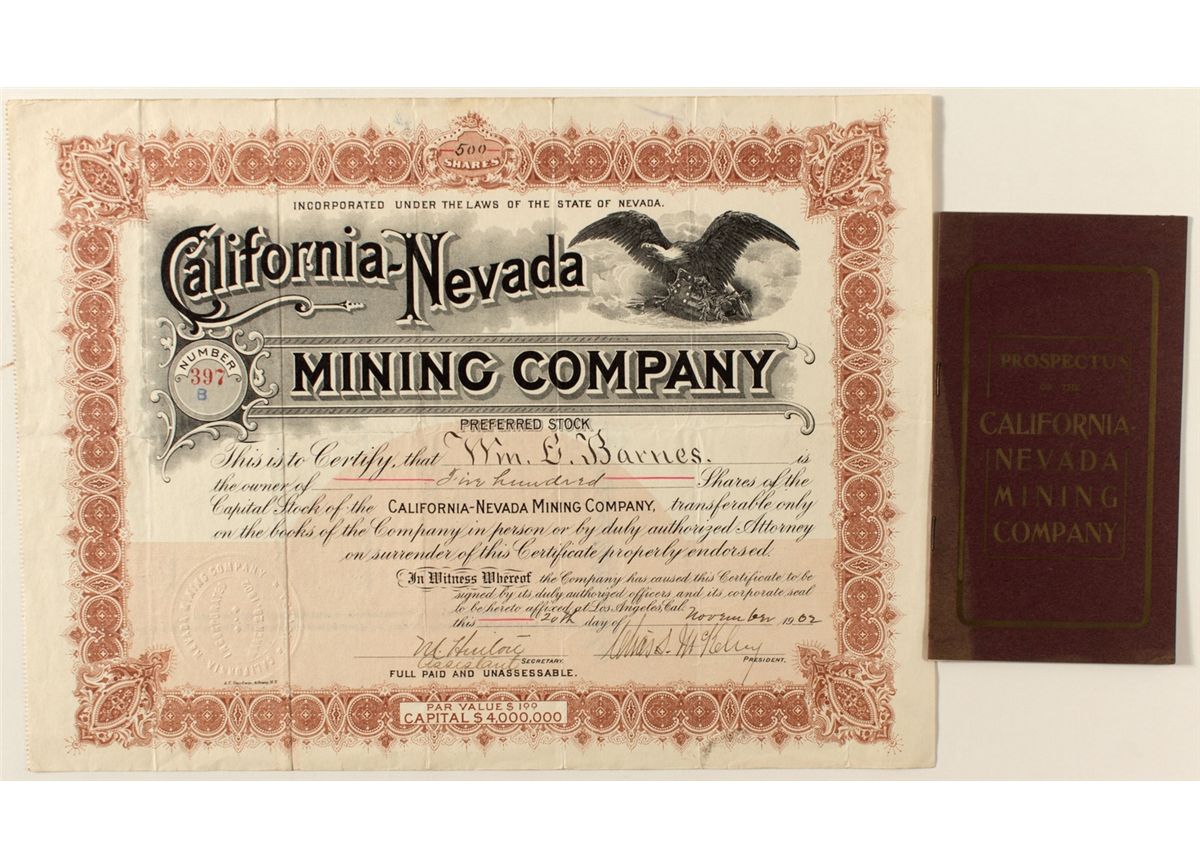 500
SHARES
INCORPORATED UNDER THE LAWS OF THE STATE OF NEVADA.
California-Nevada
NUMBER
397
B
MINING COMPANY
PREFERRED STOCK
This is to Certify, that Wm. E. Barnes. is
the owner of Five hundred Shares of the
Capital Stock of the CALIFORNIA-NEVADA MINING COMPANY, transferable only
on the books of the Company in person or by duly authorized Attorney
on surrender of this Certificate properly endorsed.
In Witness Whereof the Company has caused this Certificate to be
signed by its duly authorized officers and its corporate seal
to be hereto affixed at Los Angeles, Cal.
this 20th day of November 1902
Assistant SECRETARY.
PRESIDENT.
FULL PAID AND UNASSESSABLE.
PAR VALUE $1.00
CAPITAL $4,000,000
PROSPECTUS
OF THE
CALIFORNIA-
NEVADA
MINING
COMPANY